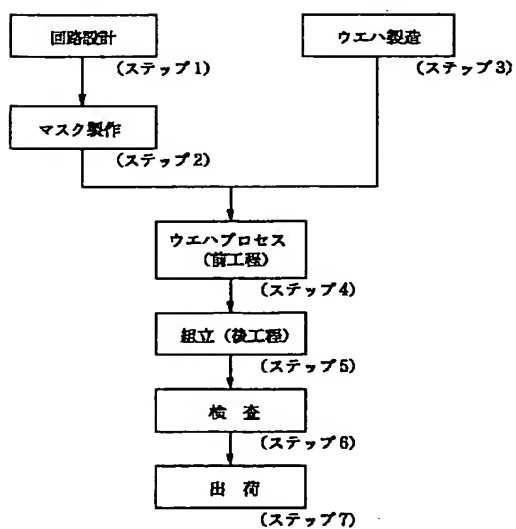 回路設計
(ステップ1)
マスク製作
(ステップ2)
ウエハ製造
(ステップ3)
ウエハプロセス
(前工程)
(ステップ4)
組立(後工程)
(ステップ5)
検 査
(ステップ6)
出 荷
(ステップ7)